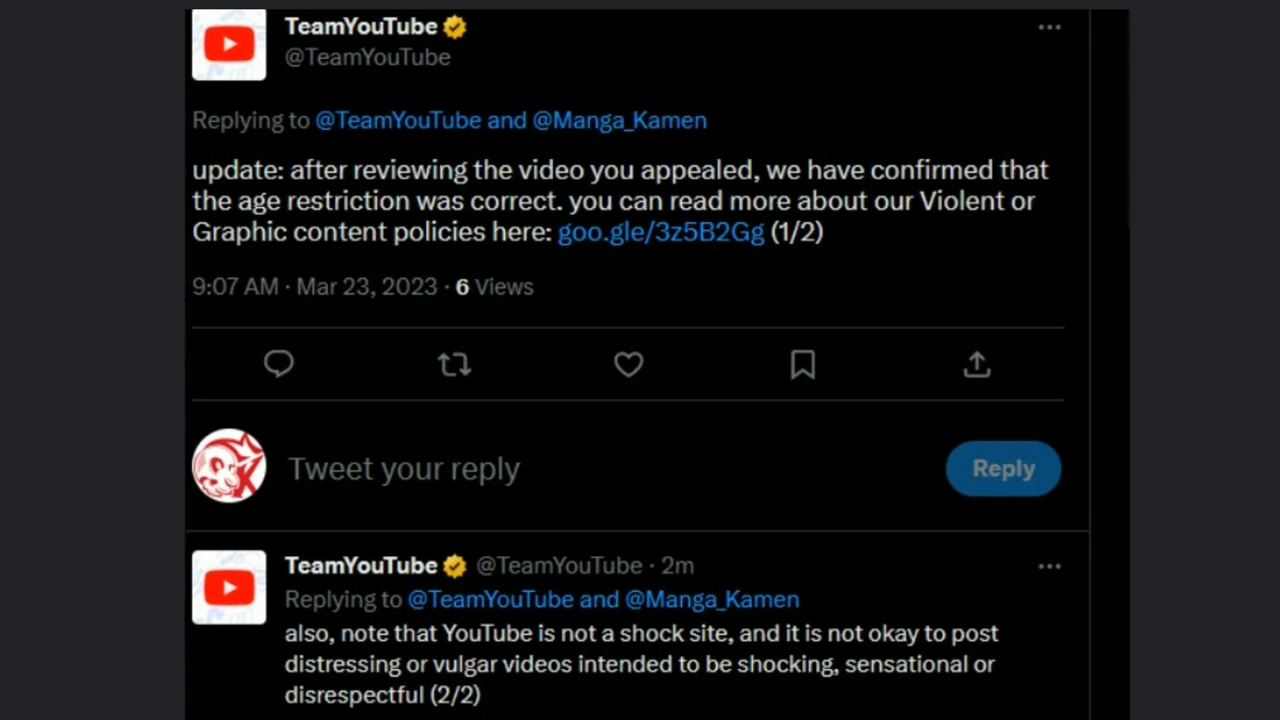 TeamYouTube
@TeamYouTube
Replying to @TeamYouTube and @Manga_Kamen
update: after reviewing the video you appealed, we have confirmed that
the age restriction was correct. you can read more about our Violent or
Graphic content policies here: goo.gle/3z5B2Gg (1/2)
9:07 AM · Mar 23, 2023 · 6 Views
Tweet your reply
Reply
TeamYouTube @TeamYouTube · 2m
Replying to @TeamYouTube and @Manga_Kamen
also, note that YouTube is not a shock site, and it is not okay to post
distressing or vulgar videos intended to be shocking, sensational or
disrespectful (2/2)